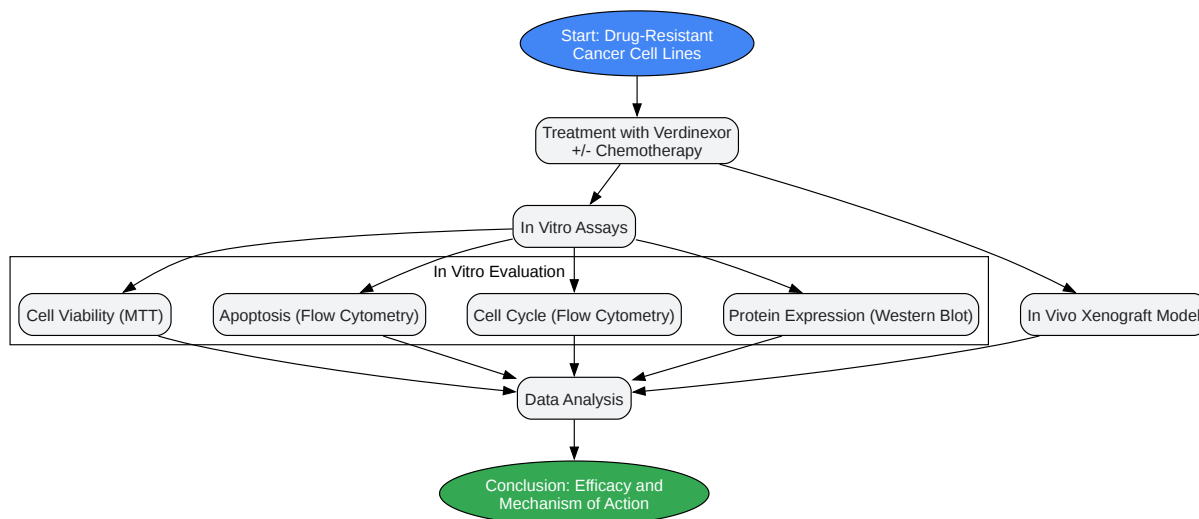 Start: Drug-Resistant
Cancer Cell Lines
Treatment with Verdinexor
+/- Chemotherapy
In Vitro Assays
In Vitro Evaluation
Cell Viability (MTT)
Apoptosis (Flow Cytometry)
Cell Cycle (Flow Cytometry)
Protein Expression (Western Blot)
In Vivo Xenograft Model
Data Analysis
Conclusion: Efficacy and
Mechanism of Action